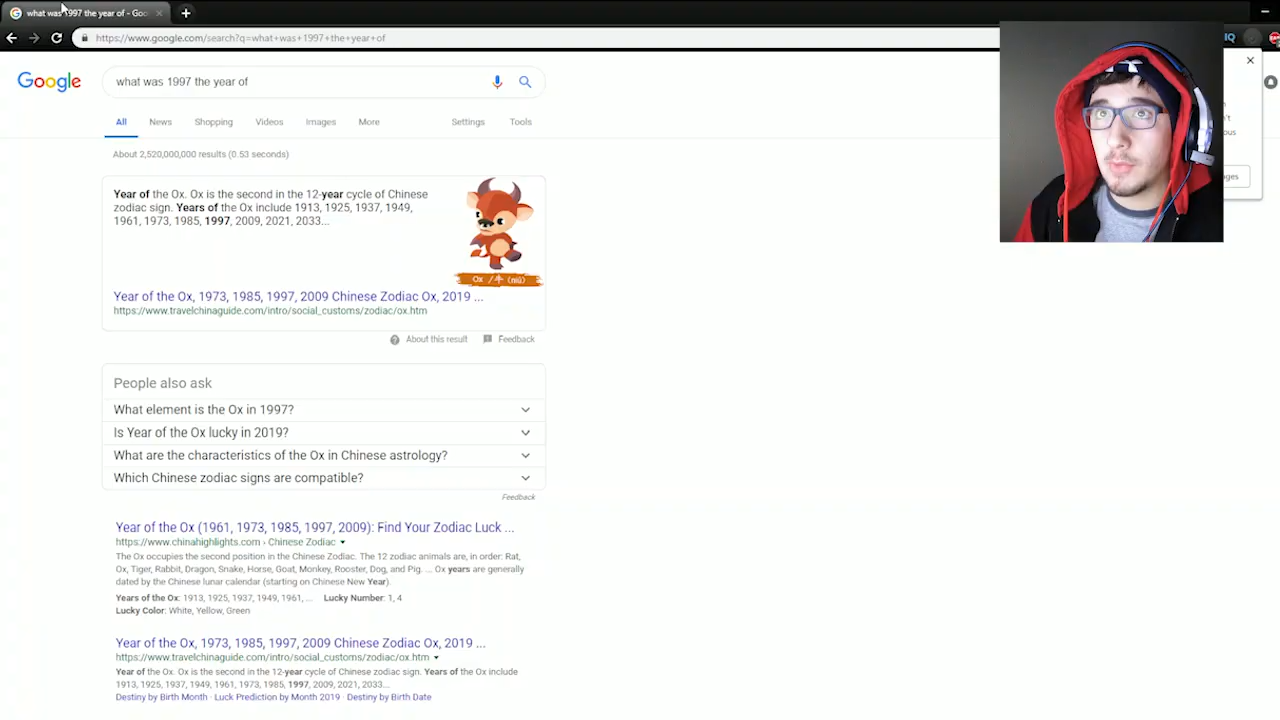 what was 1997 the year of - Goo
https://www.google.com/search?q=what+was+1997+the+year+of
IQ
Google
what was 1997 the year of
All News Shopping Videos Images More Settings Tools
About 2,520,000,000 results (0.53 seconds)
Year of the Ox. Ox is the second in the 12-year cycle of Chinese
zodiac sign. Years of the Ox include 1913, 1925, 1937, 1949,
1961, 1973, 1985, 1997, 2009, 2021, 2033...
Ox / 牛 (niú)
Year of the Ox, 1973, 1985, 1997, 2009 Chinese Zodiac Ox, 2019 ...
https://www.travelchinaguide.com/intro/social_customs/zodiac/ox.htm
About this result Feedback
People also ask
What element is the Ox in 1997?
Is Year of the Ox lucky in 2019?
What are the characteristics of the Ox in Chinese astrology?
Which Chinese zodiac signs are compatible?
Feedback
Year of the Ox (1961, 1973, 1985, 1997, 2009): Find Your Zodiac Luck ...
https://www.chinahighlights.com › Chinese Zodiac
The Ox occupies the second position in the Chinese Zodiac. The 12 zodiac animals are, in order: Rat,
Ox, Tiger, Rabbit, Dragon, Snake, Horse, Goat, Monkey, Rooster, Dog, and Pig. ... Ox years are generally
dated by the Chinese lunar calendar (starting on Chinese New Year).
Years of the Ox: 1913, 1925, 1937, 1949, 1961, ... Lucky Number: 1, 4
Lucky Color: White, Yellow, Green
Year of the Ox, 1973, 1985, 1997, 2009 Chinese Zodiac Ox, 2019 ...
https://www.travelchinaguide.com/intro/social_customs/zodiac/ox.htm
Year of the Ox. Ox is the second in the 12-year cycle of Chinese zodiac sign. Years of the Ox include
1913, 1925, 1937, 1949, 1961, 1973, 1985, 1997, 2009, 2021, 2033...
Destiny by Birth Month · Luck Prediction by Month 2019 · Destiny by Birth Date